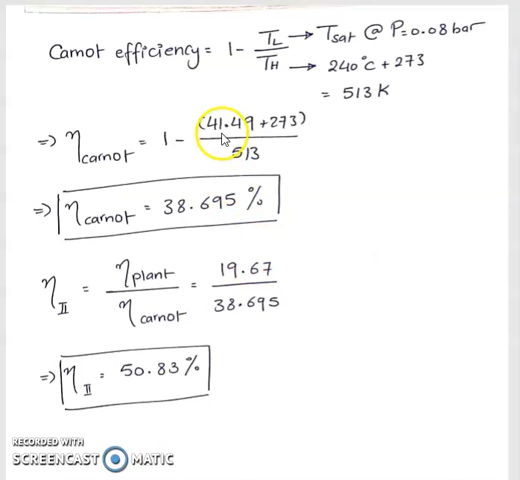 Carnot efficiency = 1 - TL/TH → Tsat @ P=0.08 bar
→ 240°C + 273
= 513 K
=> ηcarnot = 1 - (41.49 + 273)/513
=> ηcarnot = 38.695 %
ηII = ηplant/ηcarnot = 19.67/38.695
=> ηII = 50.83 %
RECORDED WITH
SCREENCAST-O-MATIC